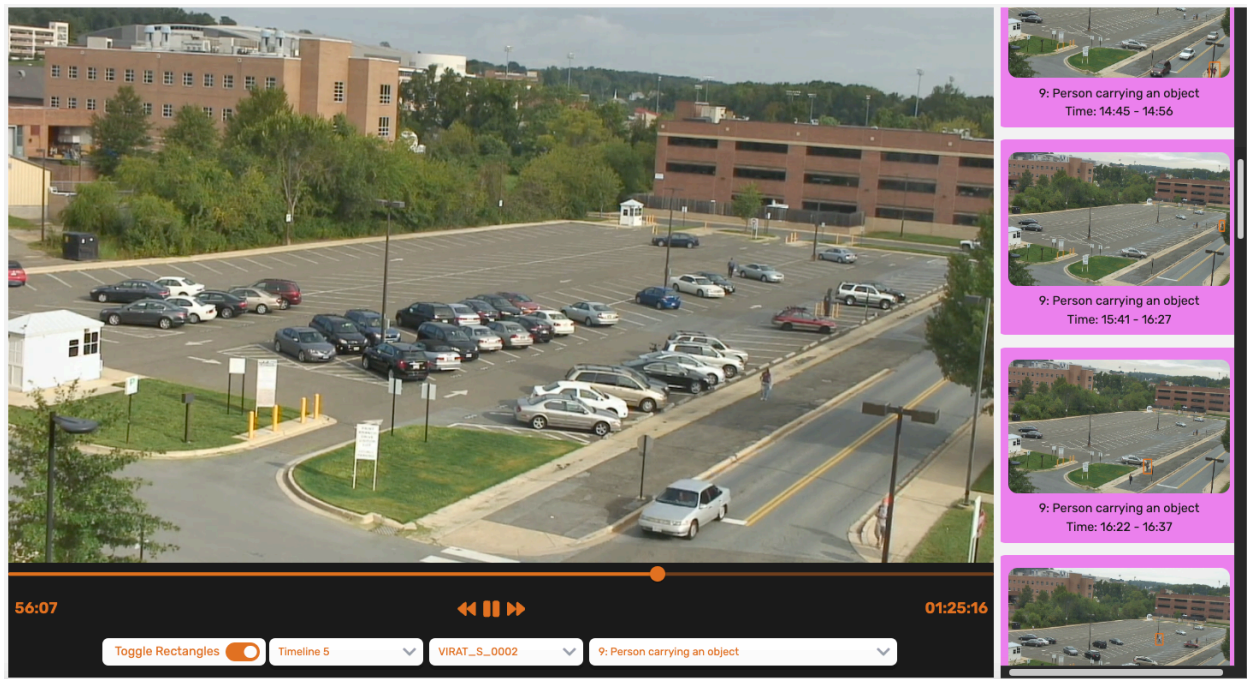 9: Person carrying an object
Time: 14:45 - 14:56
9: Person carrying an object
Time: 15:41 - 16:27
9: Person carrying an object
Time: 16:22 - 16:37
56:07
01:25:16
Toggle Rectangles
Timeline 5
VIRAT_S_0002
9: Person carrying an object